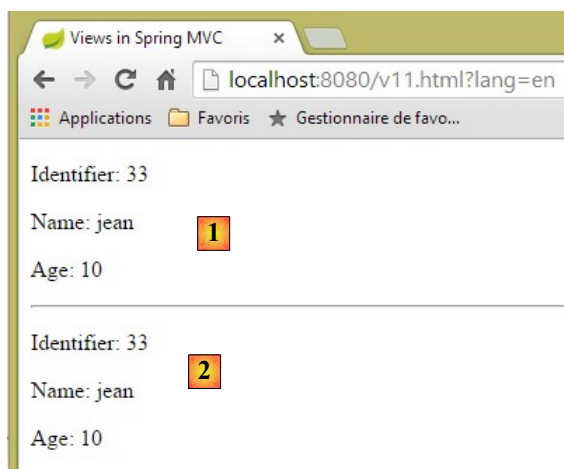 Views in Spring MVC
localhost:8080/v11.html?lang=en
Applications Favoris Gestionnaire de favo...
Identifier: 33
Name: jean
1
Age: 10
Identifier: 33
2
Name: jean
Age: 10